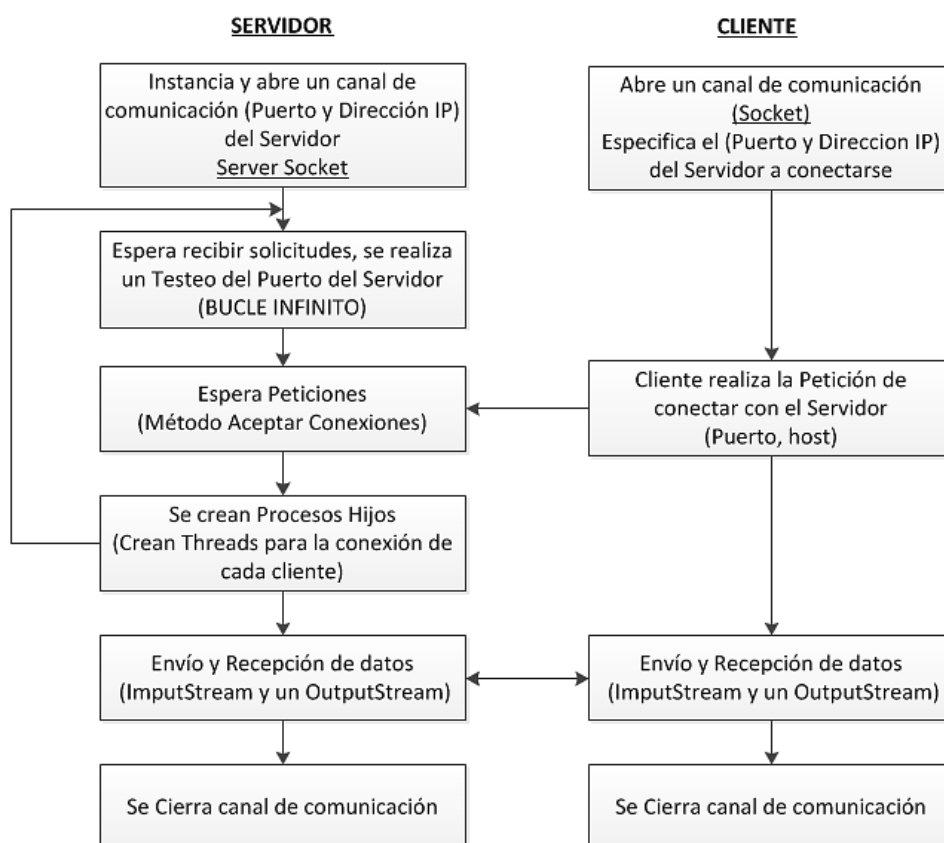 SERVIDOR
Instancia y abre un canal de
comunicación (Puerto y Dirección IP)
del Servidor
Server Socket
Espera recibir solicitudes, se realiza
un Testeo del Puerto del Servidor
(BUCLE INFINITO)
Espera Peticiones
(Método Aceptar Conexiones)
Se crean Procesos Hijos
(Crean Threads para la conexión de
cada cliente)
Envío y Recepción de datos
(ImputStream y un OutputStream)
Se Cierra canal de comunicación
CLIENTE
Abre un canal de comunicación
(Socket)
Especifica el (Puerto y Direccion IP)
del Servidor a conectarse
Cliente realiza la Petición de
conectar con el Servidor
(Puerto, host)
Envío y Recepción de datos
(ImputStream y un OutputStream)
Se Cierra canal de comunicación